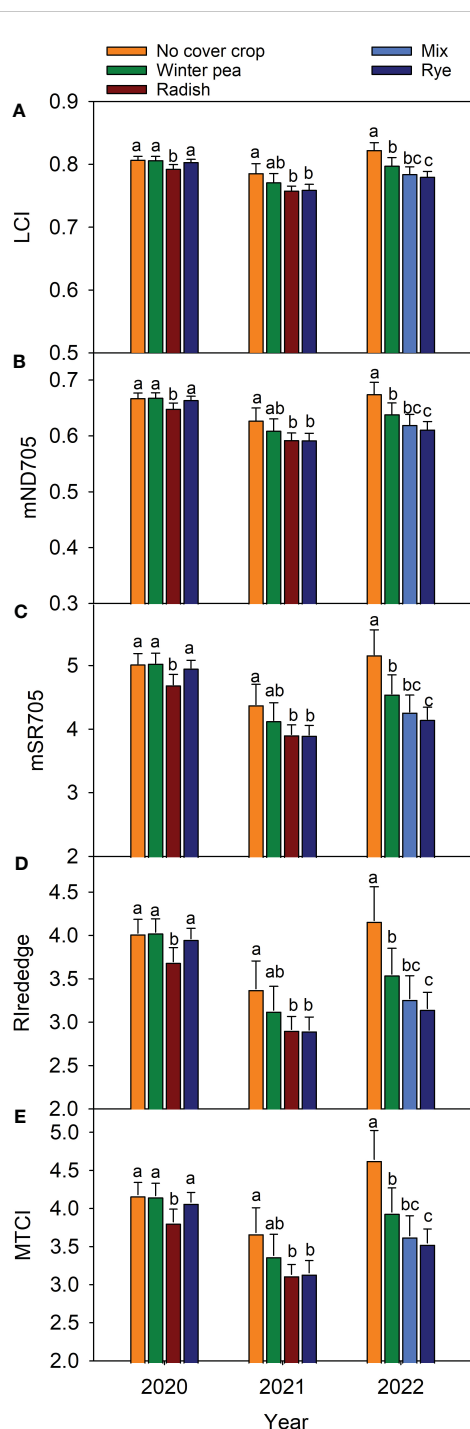 No cover crop Mix
Winter pea Rye
Radish
A
0.9
a a b a a ab b b a b bc c
0.8
LCI
0.7
0.6
0.5
B
0.7
a a b a a ab b b a b bc c
0.6
mND705
0.5
0.4
0.3
C
a a b a a ab b b a b bc c
5
mSR705
4
3
2
D
4.5
a a b a a ab b b a b bc c
4.0
RIrededge
3.5
3.0
2.5
2.0
E
5.0
a a b a a ab b b a b bc c
4.5
4.0
MTCI
3.5
3.0
2.5
2.0
2020 2021 2022
Year